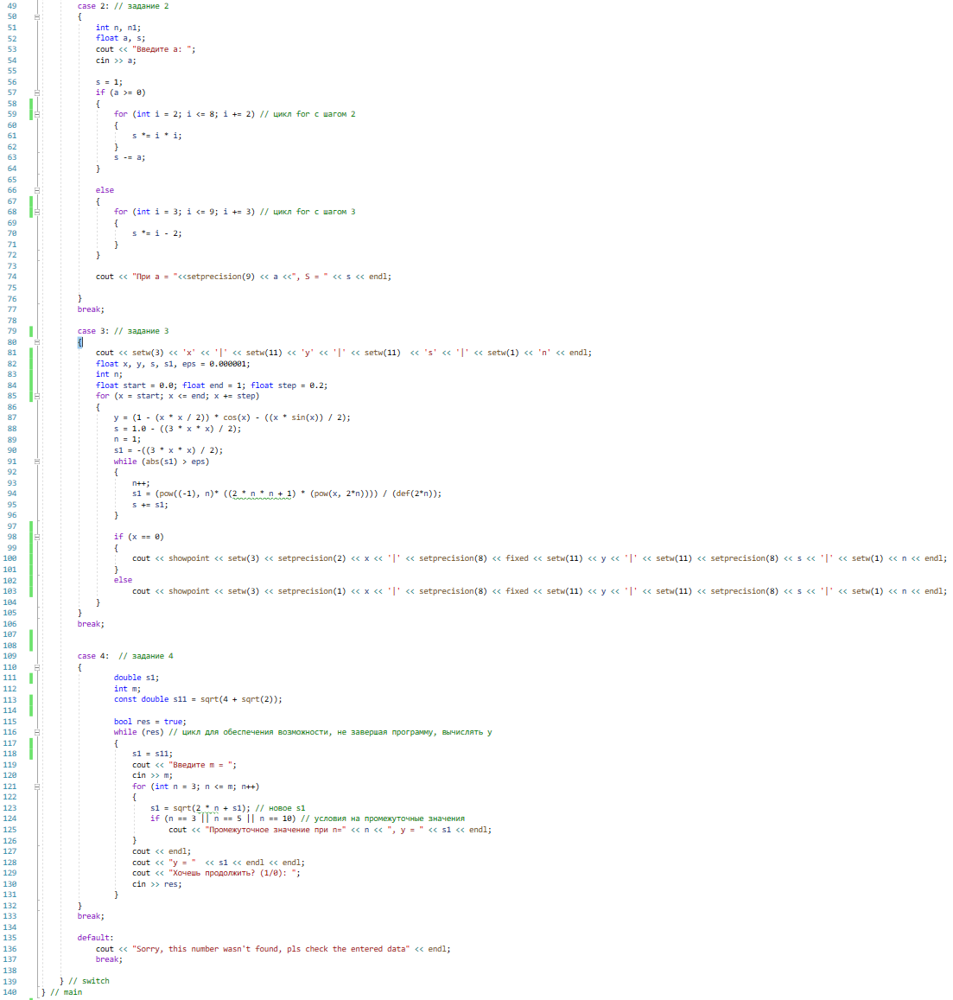 49 case 2: // задание 2
50 {
51 int n, n1;
52 float a, s;
53 cout << "Введите a: ";
54 cin >> a;
55
56 s = 1;
57 if (a >= 0)
58 {
59 for (int i = 2; i <= 8; i += 2) // цикл for с шагом 2
60 {
61 s *= i * i;
62 }
63 s -= a;
64 }
65
66 else
67 {
68 for (int i = 3; i <= 9; i += 3) // цикл for с шагом 3
69 {
70 s *= i - 2;
71 }
72 }
73
74 cout << "При a = "<<setprecision(9) << a <<", S = " << s << endl;
75
76 }
77 break;
78
79 case 3: // задание 3
80 {
81 cout << setw(3) << 'x' << '|' << setw(11) << 'y' << '|' << setw(11)  << 's' << '|' << setw(1) << 'n' << endl;
82 float x, y, s, s1, eps = 0.000001;
83 int n;
84 float start = 0.0; float end = 1; float step = 0.2;
85 for (x = start; x <= end; x += step)
86 {
87 y = (1 - (x * x / 2)) * cos(x) - ((x * sin(x)) / 2);
88 s = 1.0 - ((3 * x * x) / 2);
89 n = 1;
90 s1 = -((3 * x * x) / 2);
91 while (abs(s1) > eps)
92 {
93 n++;
94 s1 = (pow((-1), n)* ((2 * n * n + 1) * (pow(x, 2*n)))) / (def(2*n));
95 s += s1;
96 }
97
98 if (x == 0)
99 {
100 cout << showpoint << setw(3) << setprecision(2) << x << '|' << setprecision(8) << fixed << setw(11) << y << '|' << setw(11) << setprecision(8) << s << '|' << setw(1) << n << endl;
101 }
102 else
103 cout << showpoint << setw(3) << setprecision(1) << x << '|' << setprecision(8) << fixed << setw(11) << y << '|' << setw(11) << setprecision(8) << s << '|' << setw(1) << n << endl;
104 }
105 }
106 break;
107
108
109 case 4:  // задание 4
110 {
111 double s1;
112 int m;
113 const double s11 = sqrt(4 + sqrt(2));
114
115 bool res = true;
116 while (res) // цикл для обеспечения возможности, не завершая программу, вычислять y
117 {
118 s1 = s11;
119 cout << "Введите m = ";
120 cin >> m;
121 for (int n = 3; n <= m; n++)
122 {
123 s1 = sqrt(2 * n + s1); // новое s1
124 if (n == 3 || n == 5 || n == 10) // условия на промежуточные значения
125 cout << "Промежуточное значение при n=" << n << ", y = " << s1 << endl;
126 }
127 cout << endl;
128 cout << "y = "  << s1 << endl << endl;
129 cout << "Хочешь продолжить? (1/0): ";
130 cin >> res;
131 }
132 }
133 break;
134
135 default:
136 cout << "Sorry, this number wasn't found, pls check the entered data" << endl;
137 break;
138
139 } // switch
140 } // main